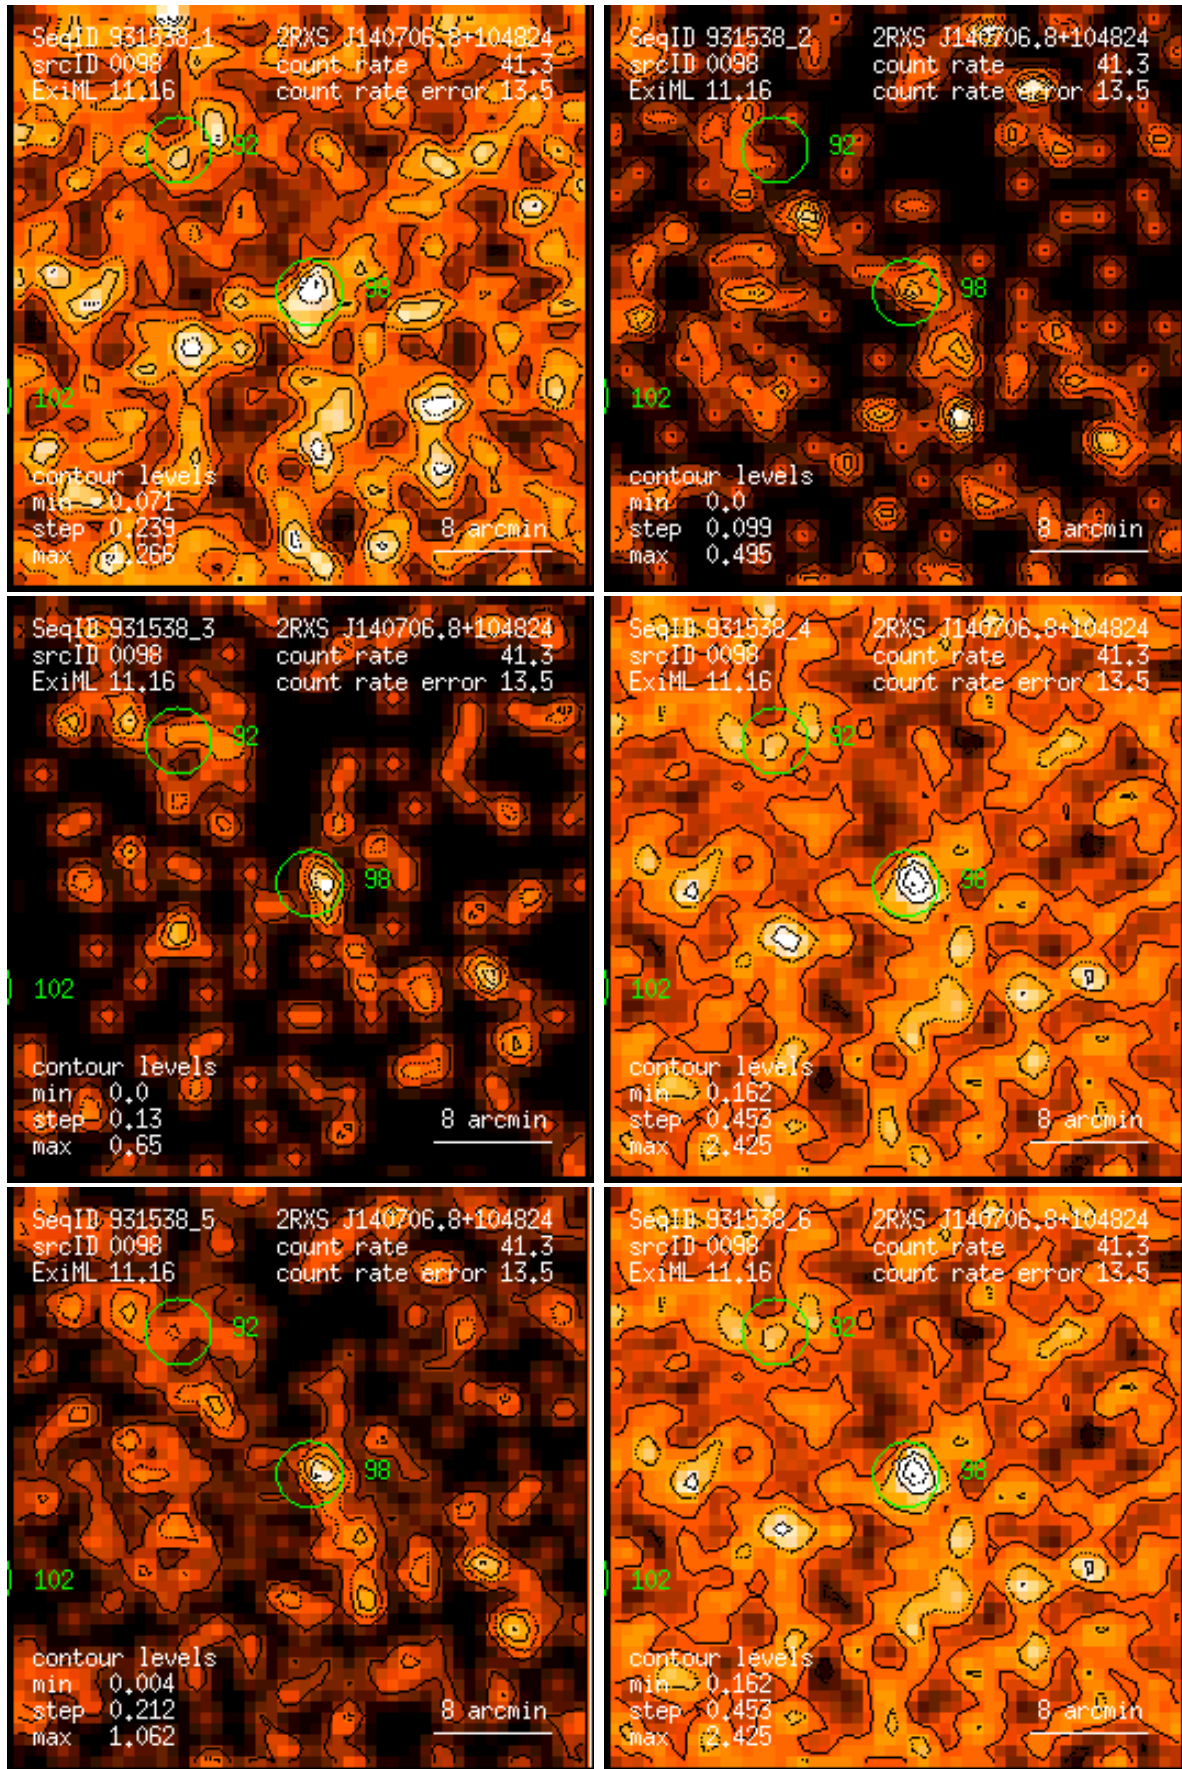 SeqID 931538_1 2RXS J140706.8+104824
srcID 0098 count rate 41.3
ExiML 11.16 count rate error 13.5
92
98
102
contour levels
min 0.071
step 0.239
max 1.266
8 arcmin
SeqID 931538_2 2RXS J140706.8+104824
srcID 0098 count rate 41.3
ExiML 11.16 count rate error 13.5
92
98
102
contour levels
min 0.0
step 0.099
max 0.495
8 arcmin
SeqID 931538_3 2RXS J140706.8+104824
srcID 0098 count rate 41.3
ExiML 11.16 count rate error 13.5
92
98
102
contour levels
min 0.0
step 0.13
max 0.65
8 arcmin
SeqID 931538_4 2RXS J140706.8+104824
srcID 0098 count rate 41.3
ExiML 11.16 count rate error 13.5
92
98
102
contour levels
min 0.162
step 0.453
max 2.425
8 arcmin
SeqID 931538_5 2RXS J140706.8+104824
srcID 0098 count rate 41.3
ExiML 11.16 count rate error 13.5
92
98
102
contour levels
min 0.004
step 0.212
max 1.062
8 arcmin
SeqID 931538_6 2RXS J140706.8+104824
srcID 0098 count rate 41.3
ExiML 11.16 count rate error 13.5
92
98
102
contour levels
min 0.162
step 0.453
max 2.425
8 arcmin